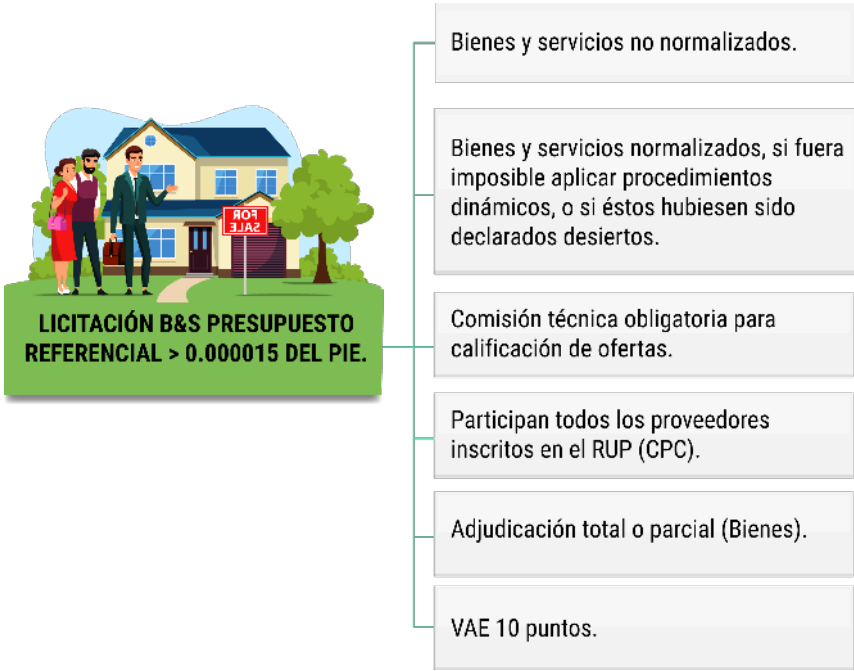 Bienes y servicios no normalizados.
Bienes y servicios normalizados, si fuera
imposible aplicar procedimientos
dinámicos, o si éstos hubiesen sido
declarados desiertos.
FOR
SALE
LICITACIÓN B&S PRESUPUESTO
REFERENCIAL > 0.000015 DEL PIE.
Comisión técnica obligatoria para
calificación de ofertas.
Participan todos los proveedores
inscritos en el RUP (CPC).
Adjudicación total o parcial (Bienes).
VAE 10 puntos.